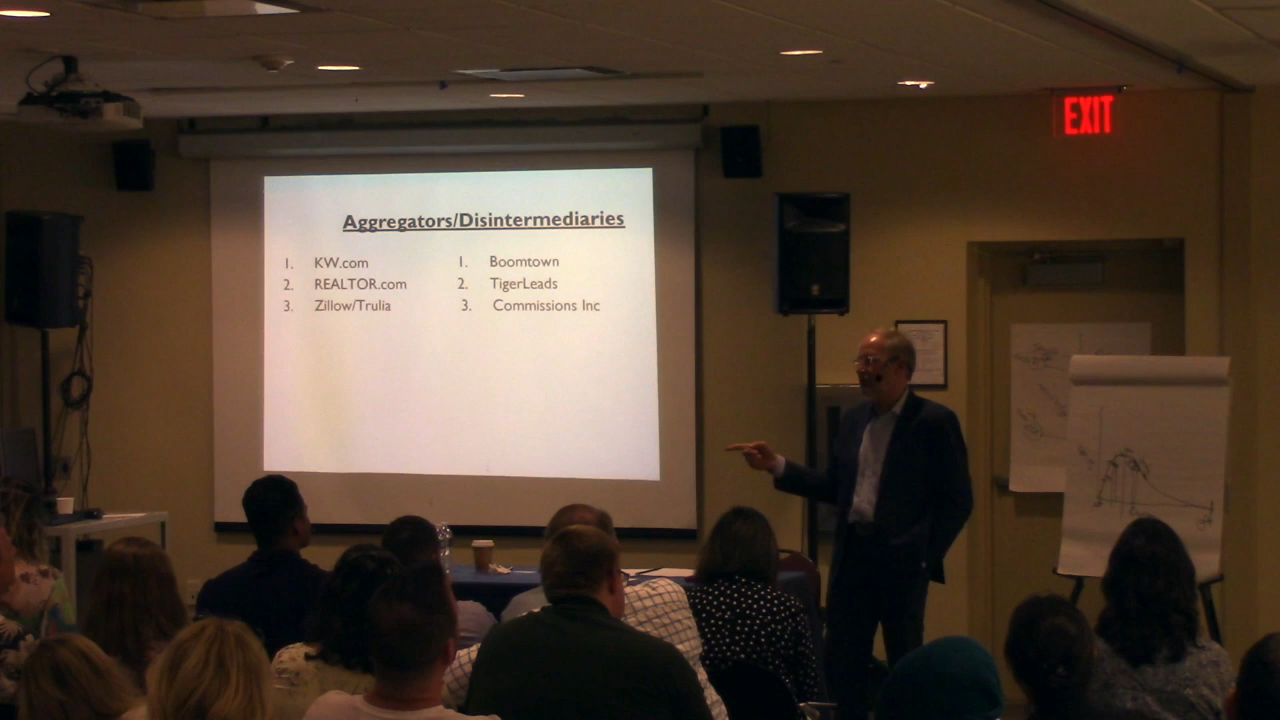 EXIT
Aggregators/Disintermediaries
1. KW.com
2. REALTOR.com
3. Zillow/Trulia
1. Boomtown
2. TigerLeads
3. Commissions Inc